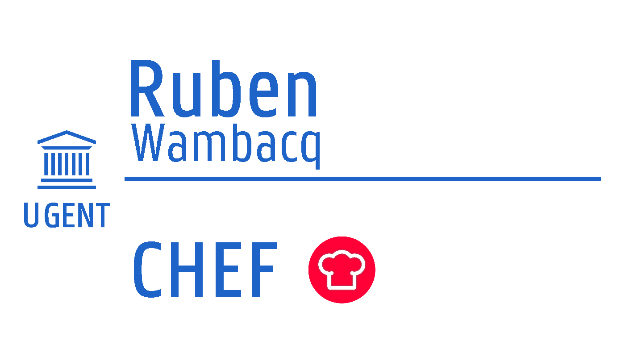 Ruben
Wambacq
UGENT
CHEF